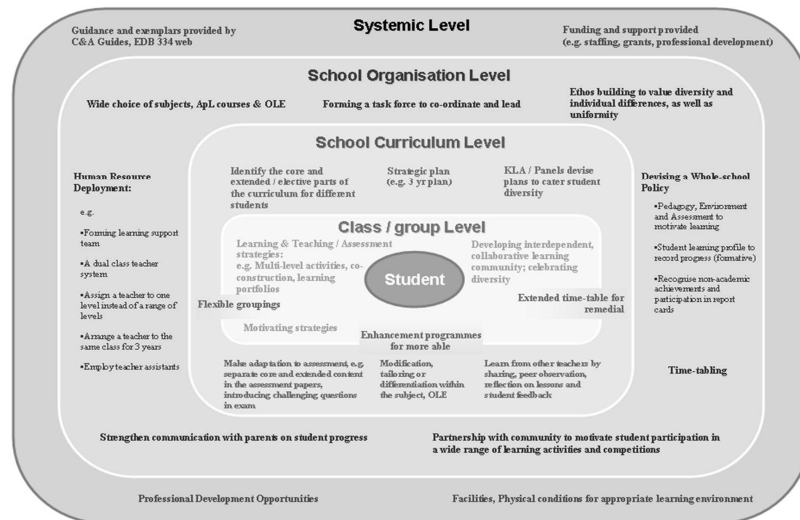 Systemic Level
Guidance and exemplars provided by
C&A Guides, EDB 334 web
Funding and support provided
(e.g. staffing, grants, professional development)
School Organisation Level
Wide choice of subjects, ApL courses & OLE
Forming a task force to co-ordinate and lead
Ethos building to value diversity and
individual differences, as well as
uniformity
School Curriculum Level
Human Resource
Deployment:
e.g.
•Forming learning support
team
•A dual class teacher
system
•Assign a teacher to one
level instead of a range of
levels
•Arrange a teacher to the
same class for 3 years
•Employ teacher assistants
Identify the core and
extended / elective parts of
the curriculum for different
students
Strategic plan
(e.g. 3 yr plan)
KLA / Panels devise
plans to cater student
diversity
Devising a Whole-school
Policy
•Pedagogy, Environment
and Assessment to
motivate learning
•Student learning profile to
record progress (formative)
•Recognise non-academic
achievements and
participation in report
cards
Time-tabling
Class / group Level
Learning & Teaching / Assessment
strategies:
e.g. Multi-level activities, co-
construction, learning
portfolios
Student
Developing interdependent,
collaborative learning
community; celebrating
diversity
Flexible groupings
Extended time-table for
remedial
Motivating strategies
Enhancement programmes
for more able
Make adaptation to assessment, e.g.
separate core and extended content
in the assessment papers,
introducing challenging questions
in exam
Modification,
tailoring or
differentiation within
the subject, OLE
Learn from other teachers by
sharing, peer observation,
reflection on lessons and
student feedback
Strengthen communication with parents on student progress
Partnership with community to motivate student participation in
a wide range of learning activities and competitions
Professional Development Opportunities
Facilities, Physical conditions for appropriate learning environment